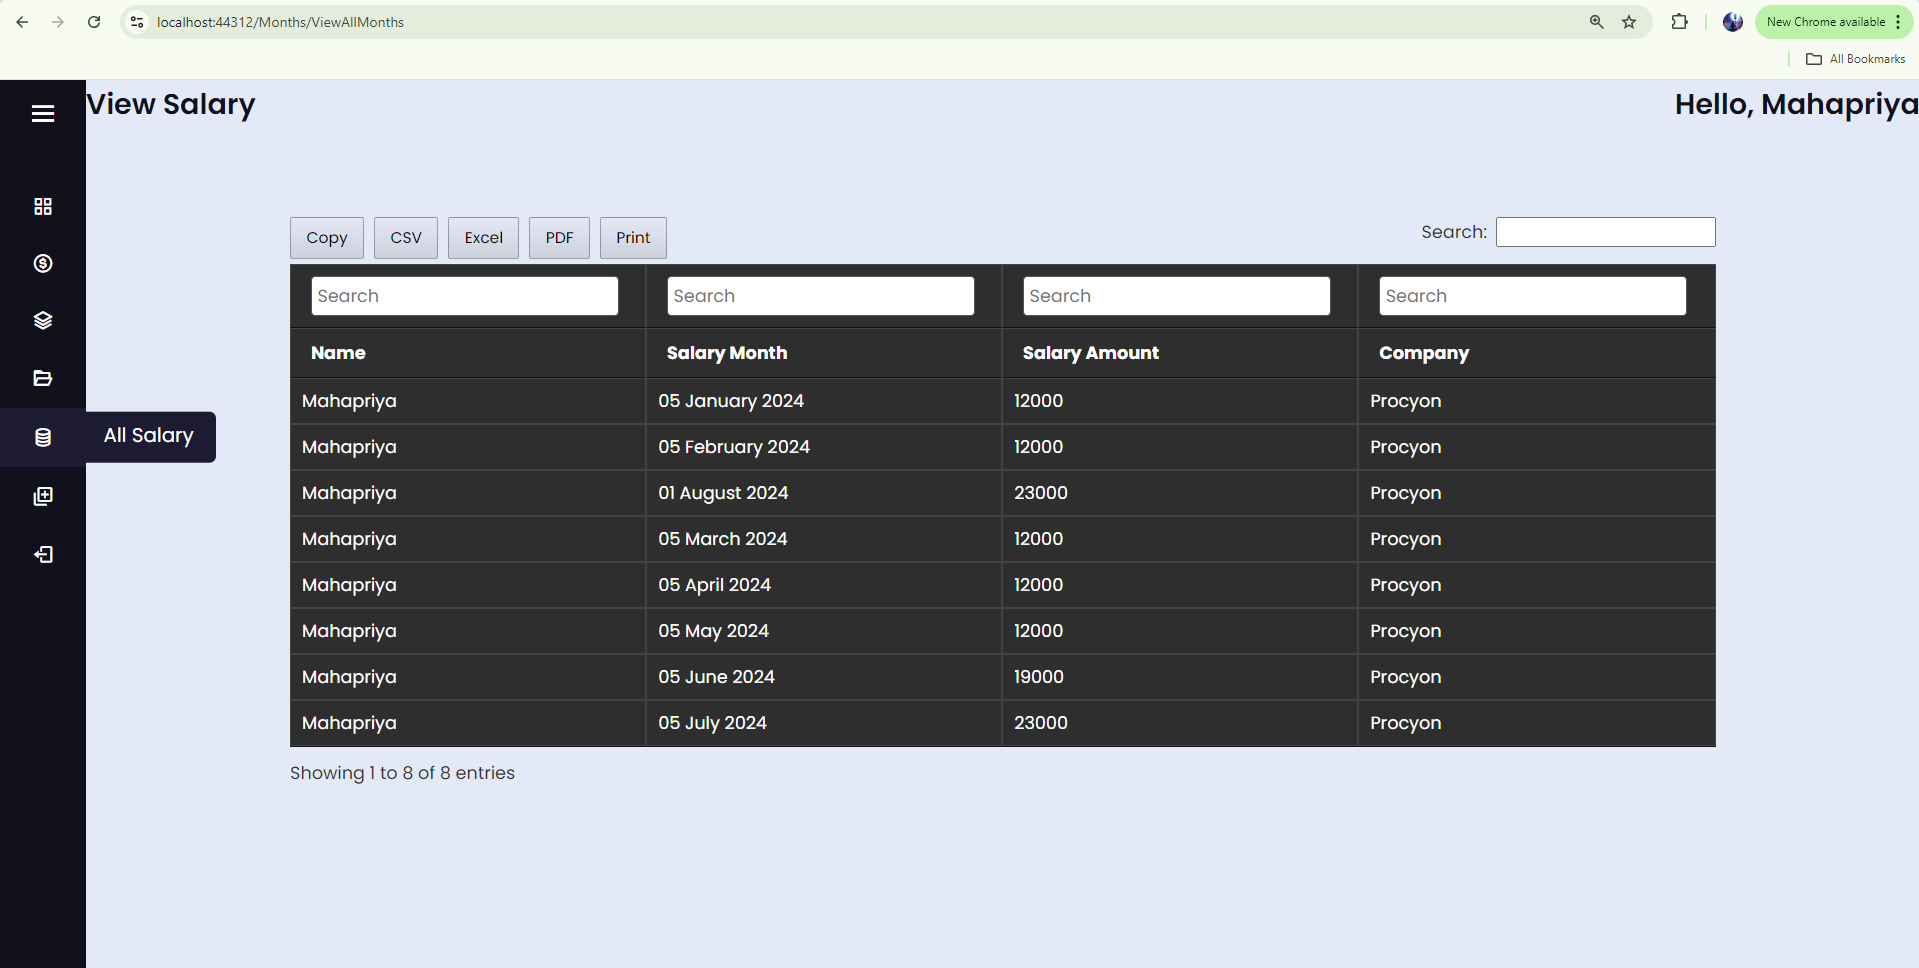 localhost:44312/Months/ViewAllMonths
New Chrome available
All Bookmarks
View Salary
Hello, Mahapriya
Copy CSV Excel PDF Print
Search:
Search Search Search Search
Name Salary Month Salary Amount Company
Mahapriya 05 January 2024 12000 Procyon
Mahapriya 05 February 2024 12000 Procyon
All Salary
Mahapriya 01 August 2024 23000 Procyon
Mahapriya 05 March 2024 12000 Procyon
Mahapriya 05 April 2024 12000 Procyon
Mahapriya 05 May 2024 12000 Procyon
Mahapriya 05 June 2024 19000 Procyon
Mahapriya 05 July 2024 23000 Procyon
Showing 1 to 8 of 8 entries